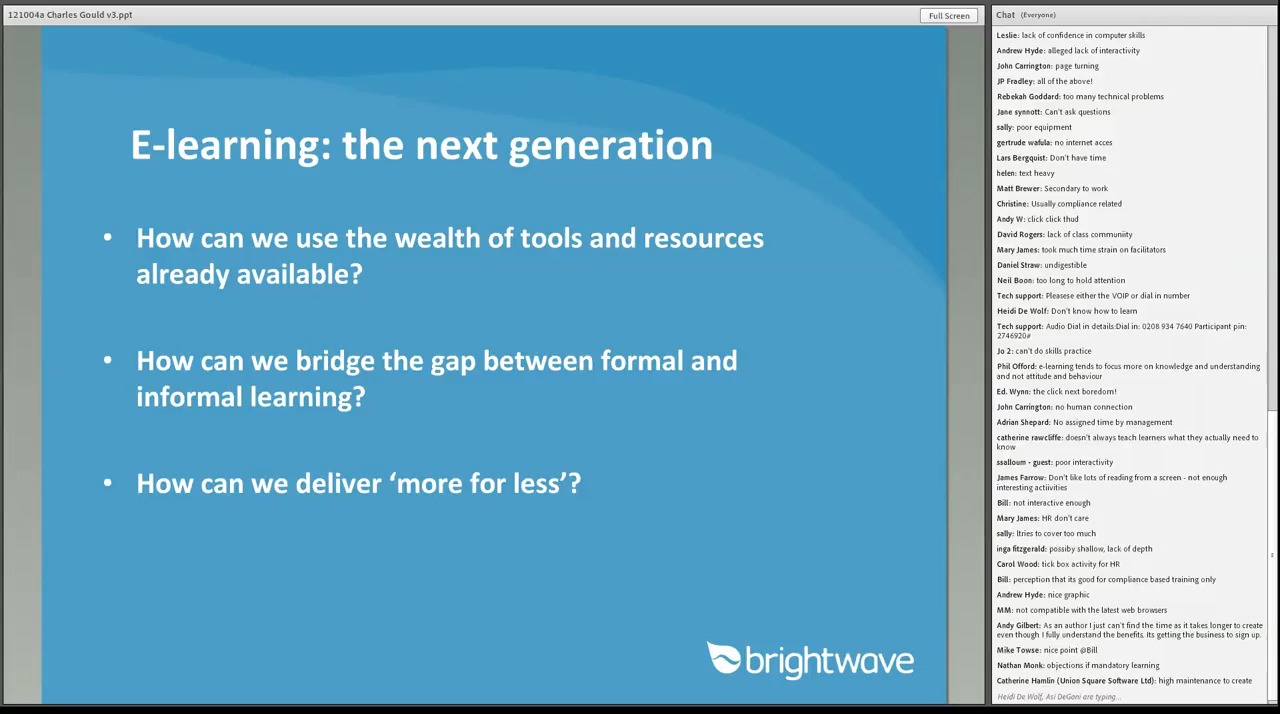 121004a Charles Gould v3.ppt
Full Screen
E-learning: the next generation
• How can we use the wealth of tools and resources
already available?
• How can we bridge the gap between formal and
informal learning?
• How can we deliver ‘more for less’?
brightwave
Chat (Everyone)
Leslie: lack of confidence in computer skills
Andrew Hyde: alleged lack of interactivity
John Carrington: page turning
JP Fradley: all of the above!
Rebekah Goddard: too many technical problems
Jane synnott: Can't ask questions
sally: poor equipment
gertrude wafula: no internet acces
Lars Bergquist: Don't have time
helen: text heavy
Matt Brewer: Secondary to work
Christine: Usually compliance related
Andy W: click click thud
David Rogers: lack of class communiity
Mary James: took much time strain on facilitators
Daniel Straw: undigestible
Neil Boon: too long to hold attention
Tech support: Pleasese either the VOIP or dial in number
Heidi De Wolf: Don't know how to learn
Tech support: Audio Dial in details:Dial in: 0208 934 7640 Participant pin:
2746920#
Jo 2: can't do skills practice
Phil Offord: e-learning tends to focus more on knowledge and understanding
and not attitude and behaviour
Ed. Wynn: the click next boredom!
John Carrington: no human connection
Adrian Shepard: No assigned time by management
catherine rawcliffe: doesn't always teach learners what they actually need to
know
ssalloum - guest: poor interactivity
James Farrow: Don't like lots of reading from a screen - not enough
interesting actiivities
Bill: not interactive enough
Mary James: HR don't care
sally: ltries to cover too much
inga fitzgerald: possiby shallow, lack of depth
Carol Wood: tick box activity for HR
Bill: perception that its good for compliance based training only
Andrew Hyde: nice graphic
MM: not compatible with the latest web browsers
Andy Gilbert: As an author I just can't find the time as it takes longer to create
even though I fully understand the benefits. Its getting the business to sign up.
Mike Towse: nice point @Bill
Nathan Monk: objections if mandatory learning
Catherine Hamlin (Union Square Software Ltd): high maintenance to create
Heidi De Wolf, Asi DeGani are typing...